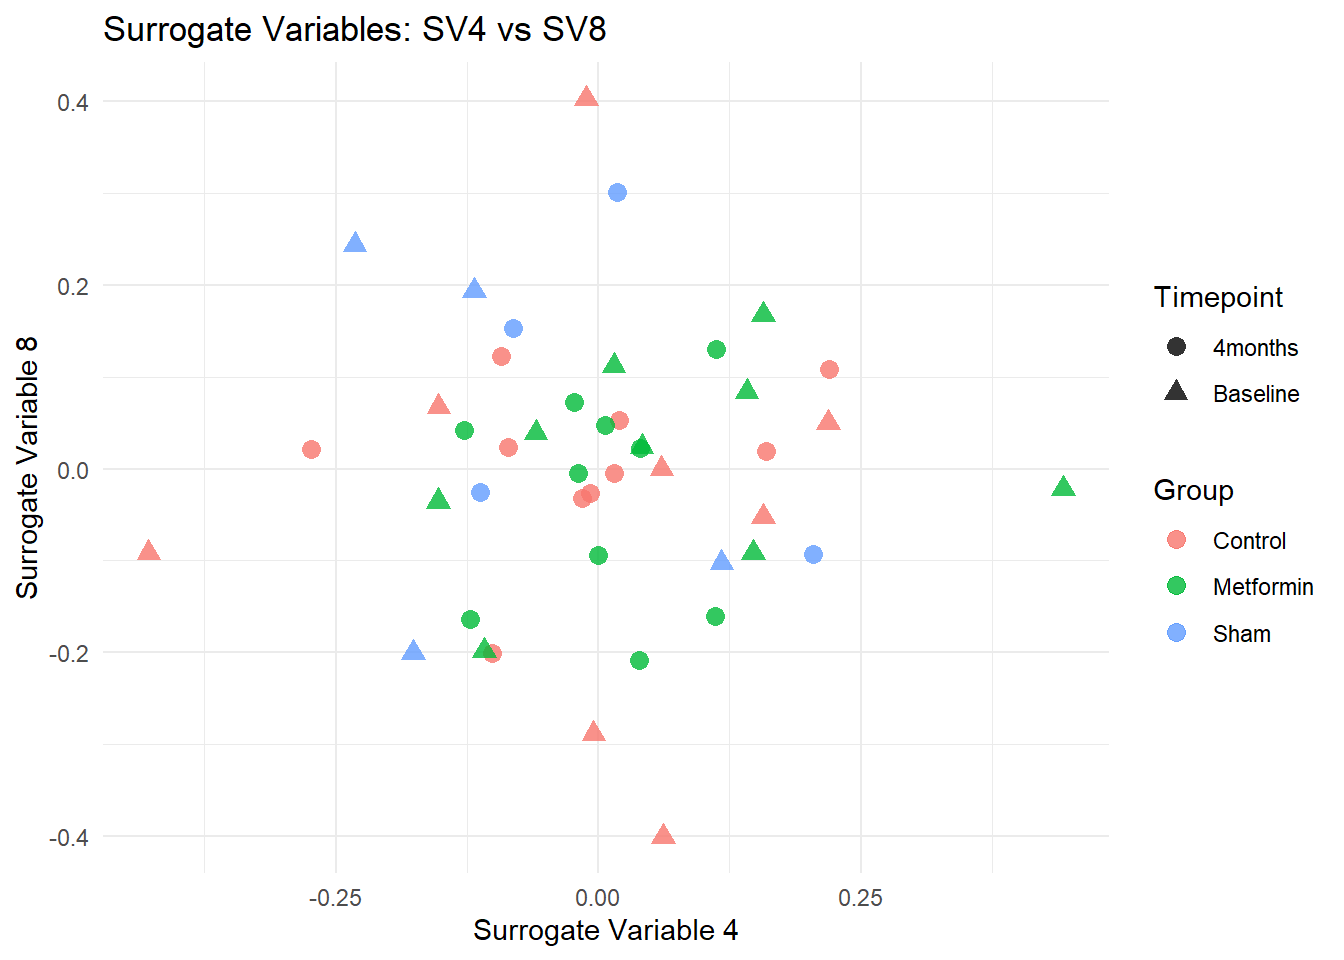 Surrogate Variables: SV4 vs SV8
Surrogate Variable 8
0.4
0.2
0.0
-0.2
-0.4
-0.25
0.00
0.25
Surrogate Variable 4
Timepoint
4months
Baseline
Group
Control
Metformin
Sham